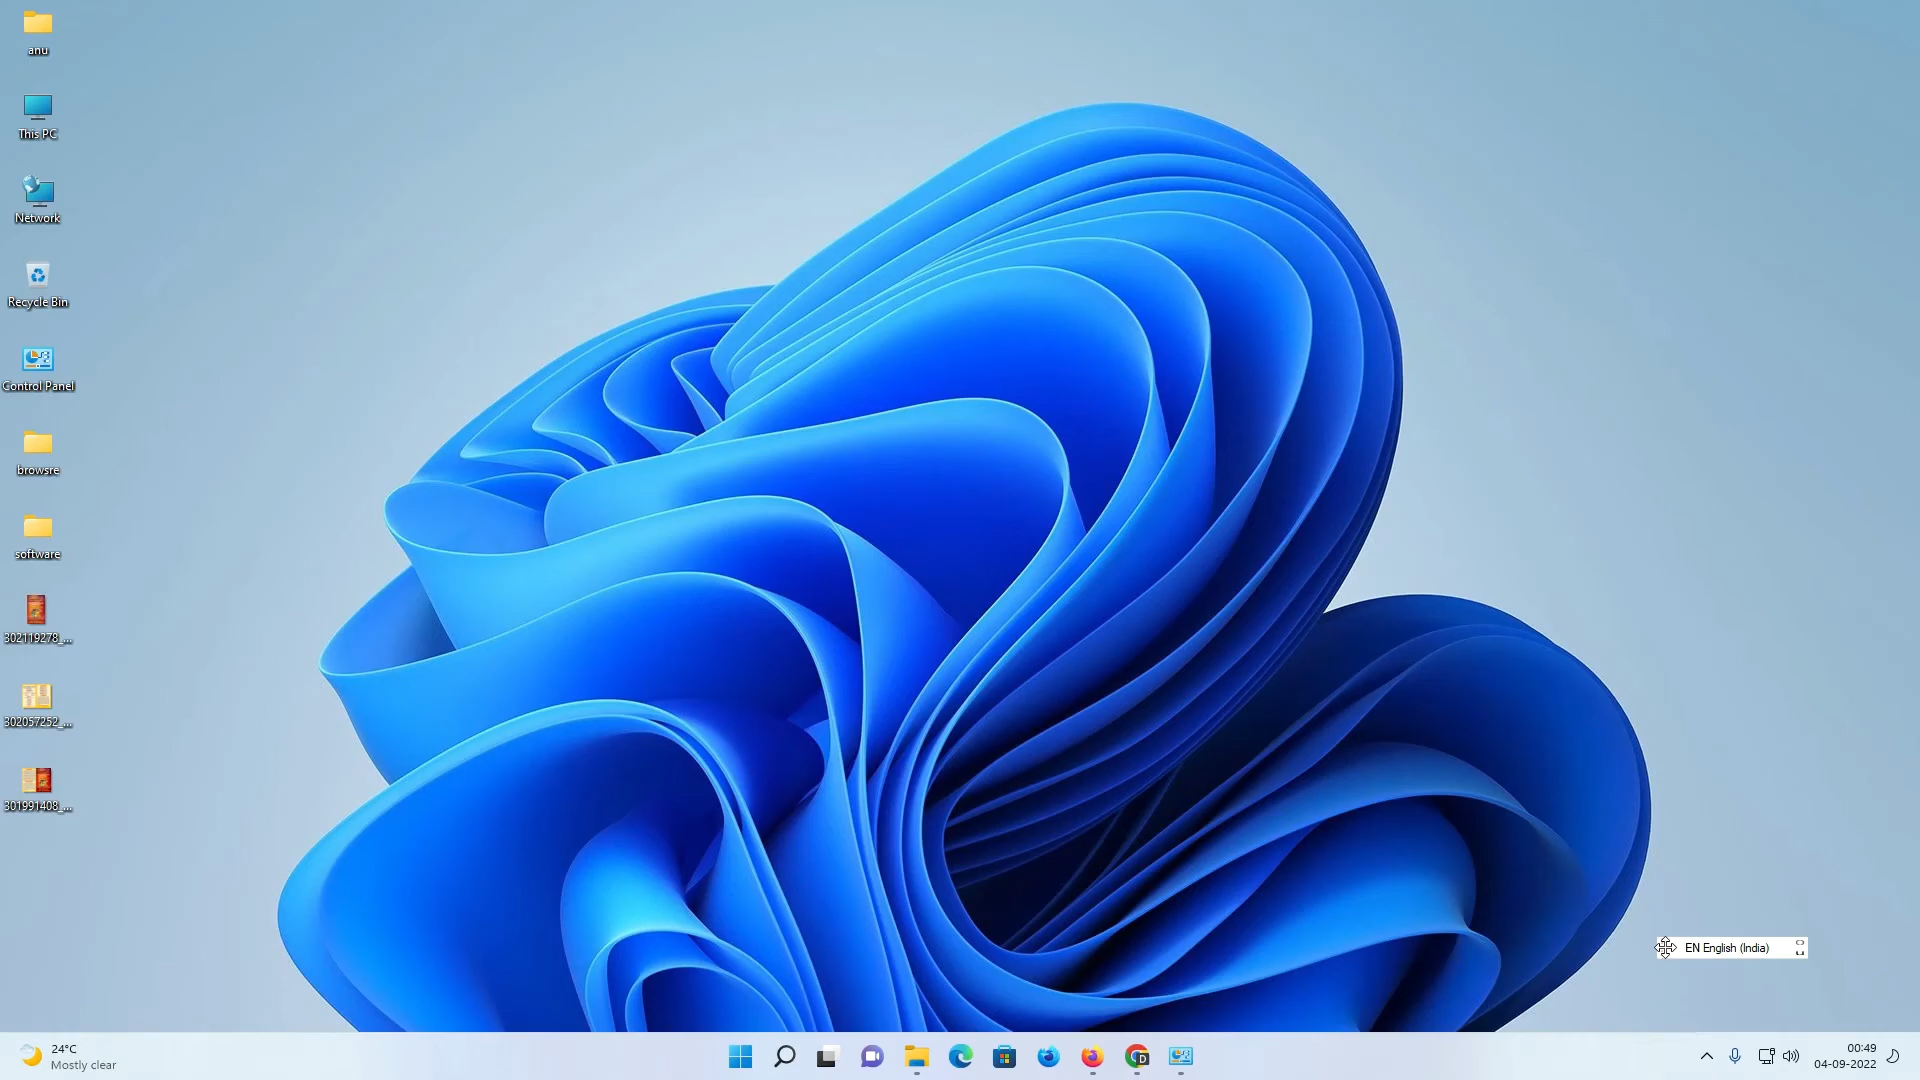 anu
This PC
Network
Recycle Bin
Control Panel
browsre
software
302119278_...
302057252_...
301991408_...
EN English (India)
24°C
Mostly clear
D
00:49
04-09-2022